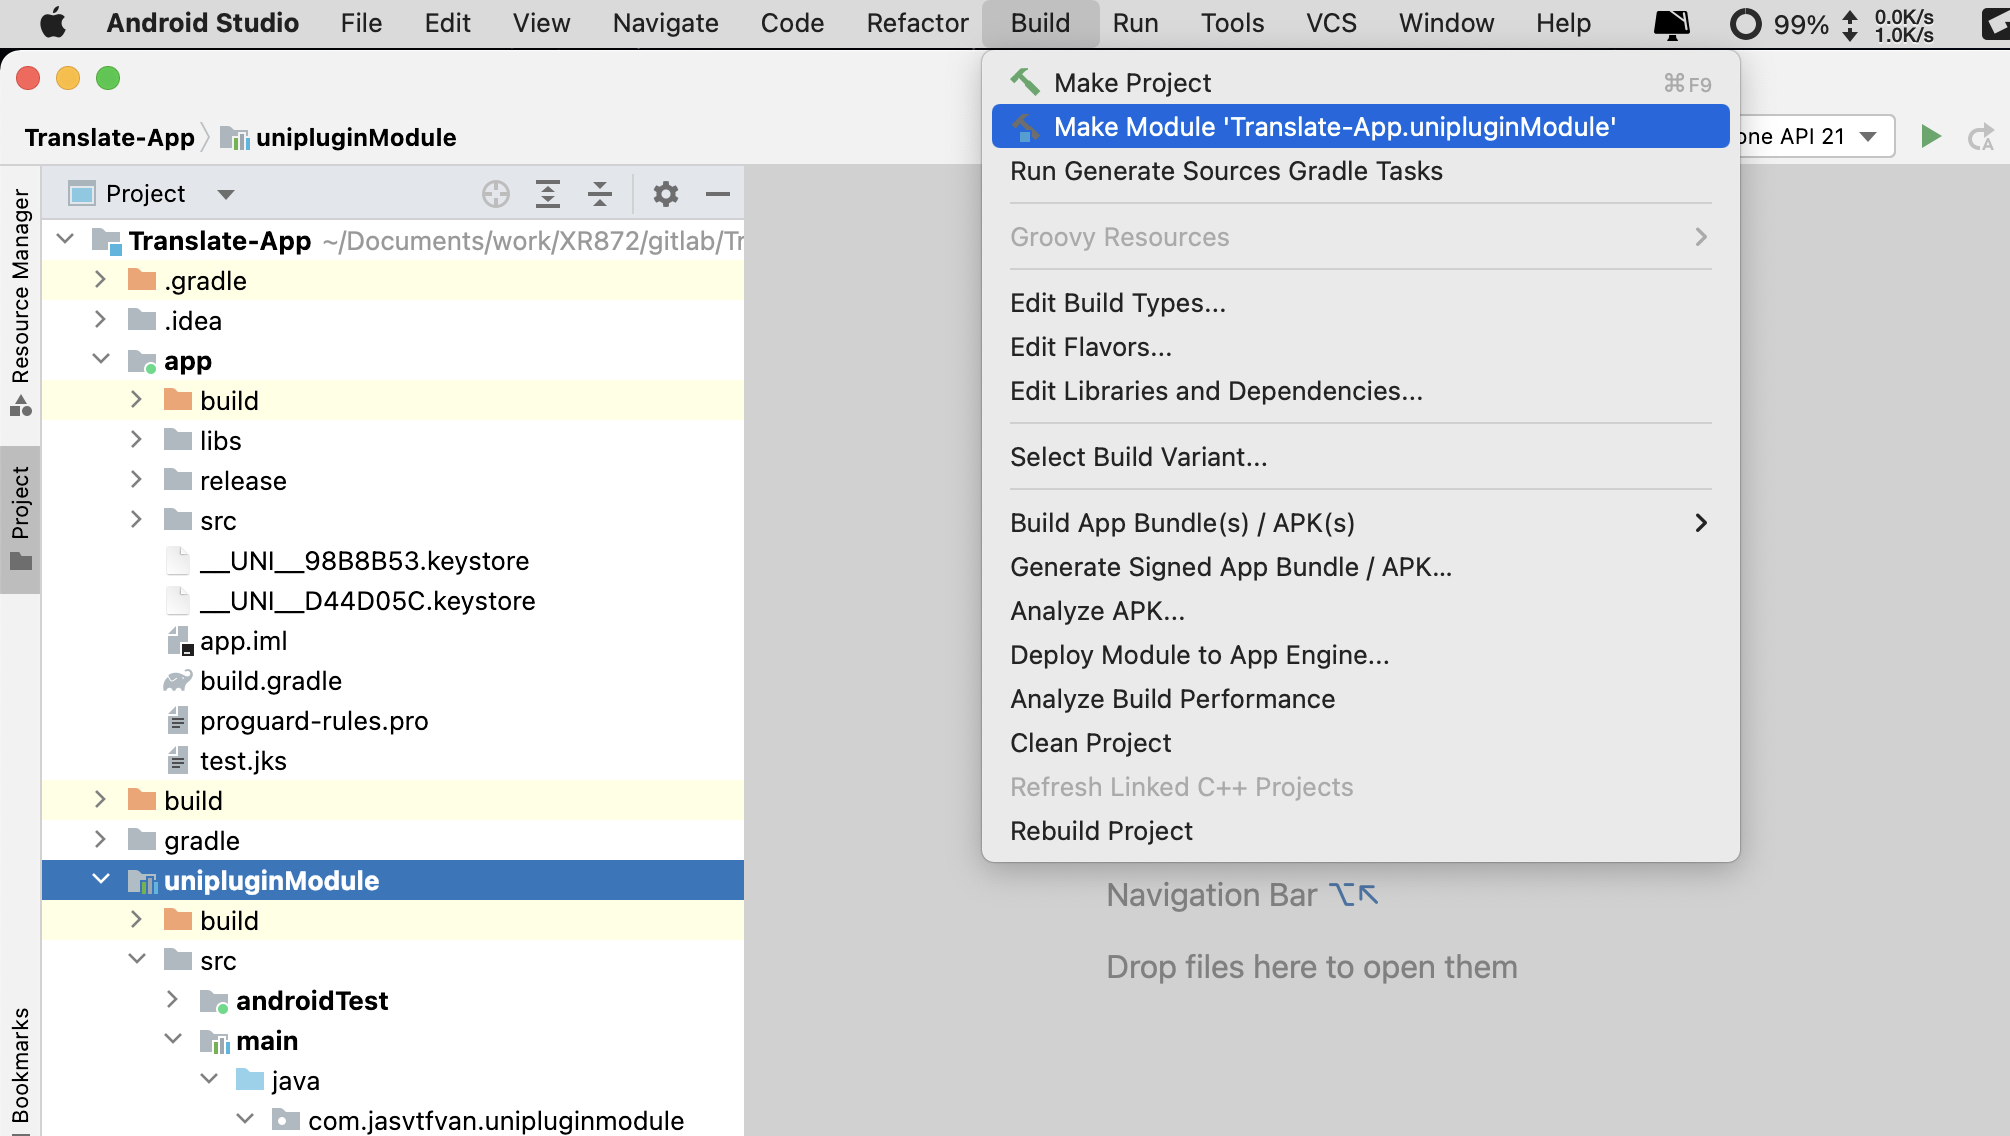 Android Studio File Edit View Navigate Code Refactor Build Run Tools VCS Window Help 99% 0.0K/s
1.0K/s
Translate-App unipluginModule
one API 21
Resource Manager
Project
Bookmarks
Project
Translate-App ~/Documents/work/XR872/gitlab/Tr
.gradle
.idea
app
build
libs
release
src
__UNI__98B8B53.keystore
__UNI__D44D05C.keystore
app.iml
build.gradle
proguard-rules.pro
test.jks
build
gradle
unipluginModule
build
src
androidTest
main
java
com.jasvtfvan.unipluginmodule
Make Project ⌘F9
Make Module 'Translate-App.unipluginModule'
Run Generate Sources Gradle Tasks
Groovy Resources
Edit Build Types...
Edit Flavors...
Edit Libraries and Dependencies...
Select Build Variant...
Build App Bundle(s) / APK(s)
Generate Signed App Bundle / APK...
Analyze APK...
Deploy Module to App Engine...
Analyze Build Performance
Clean Project
Refresh Linked C++ Projects
Rebuild Project
Navigation Bar ⌥↖
Drop files here to open them